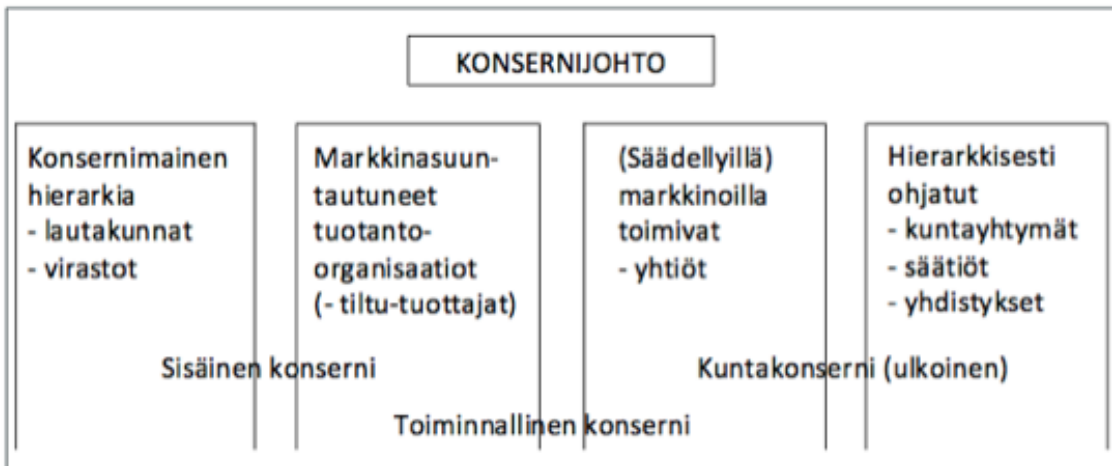 KONSERNIJOHTO
Konsernimainen
hierarkia
- lautakunnat
- virastot
Markkinasuun-
tautuneet
tuotanto-
organisaatiot
(- tiltu-tuottajat)
(Säädellyillä)
markkinoilla
toimivat
- yhtiöt
Hierarkkisesti
ohjatut
- kuntayhtymät
- säätiöt
- yhdistykset
Sisäinen konserni
Kuntakonserni (ulkoinen)
Toiminnallinen konserni